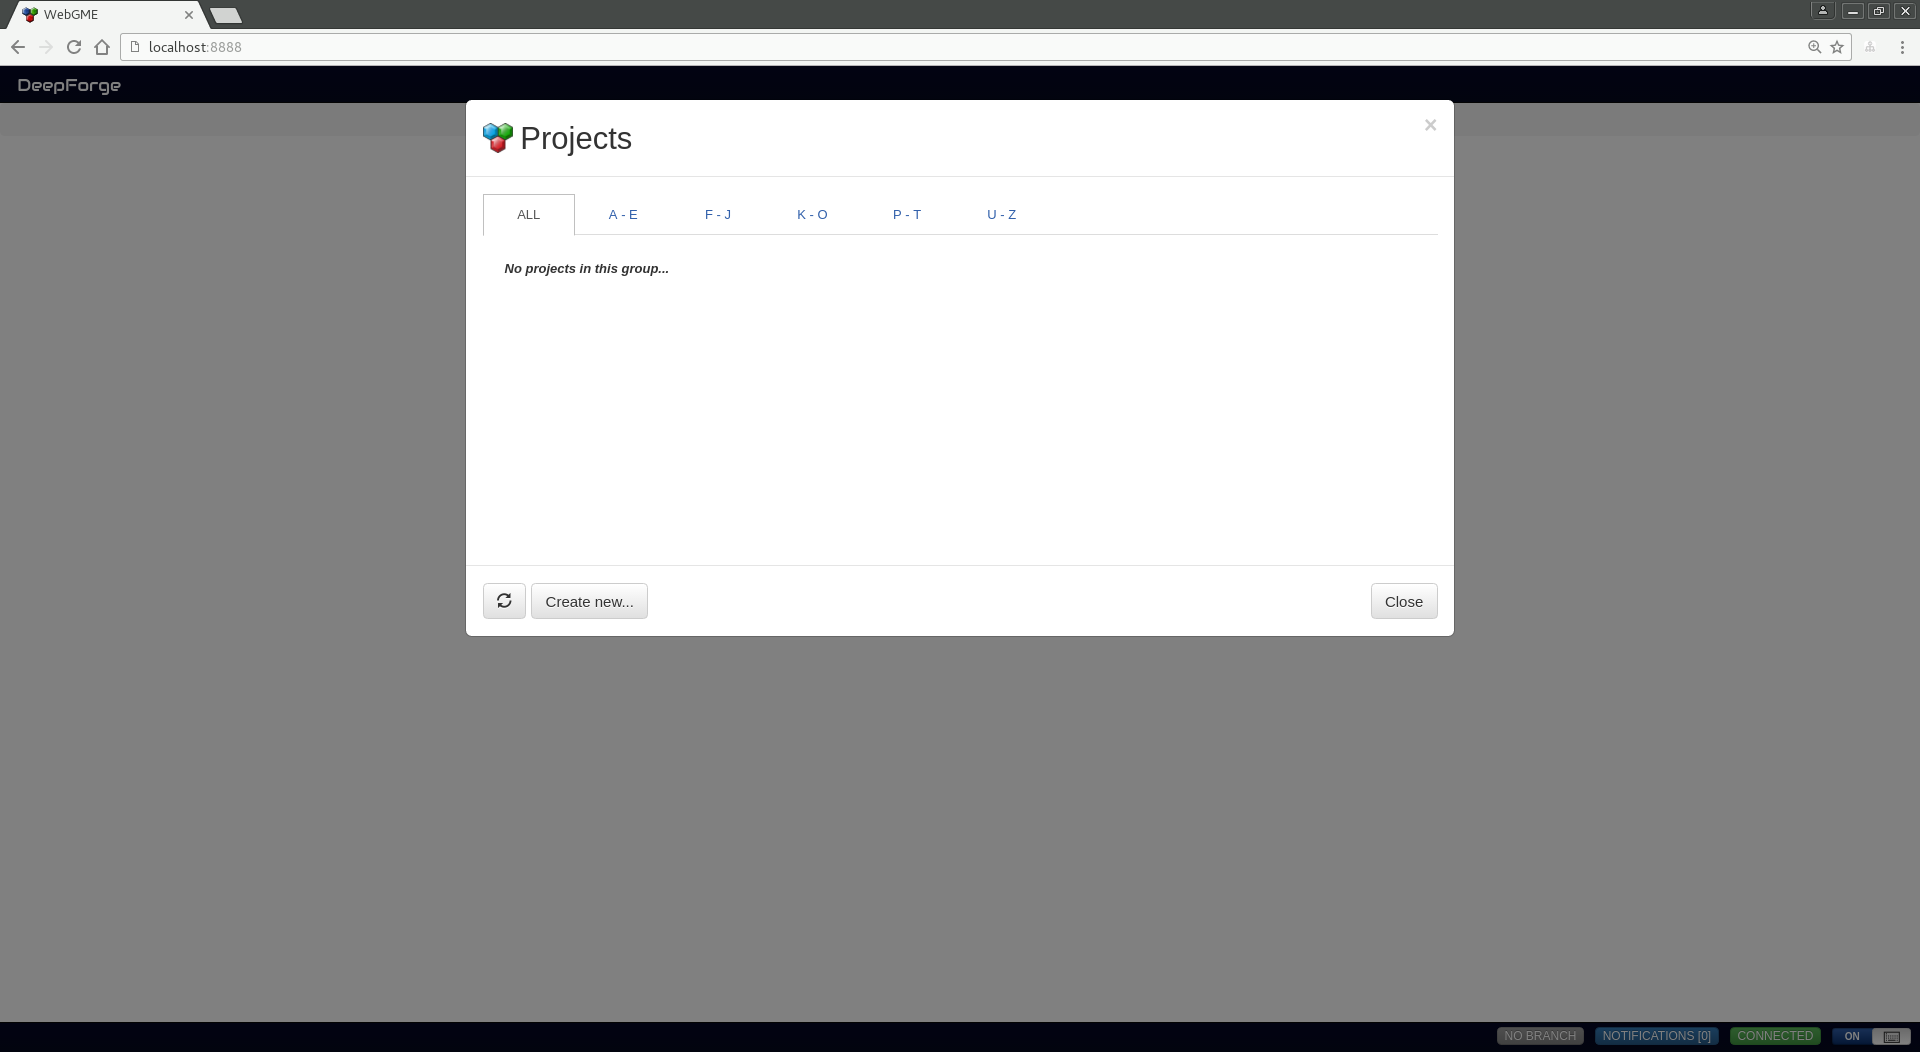 WebGME
localhost:8888
DeepForge
Projects
×
ALL
A - E
F - J
K - O
P - T
U - Z
No projects in this group...
Create new...
Close
NO BRANCH
NOTIFICATIONS [0]
CONNECTED
ON